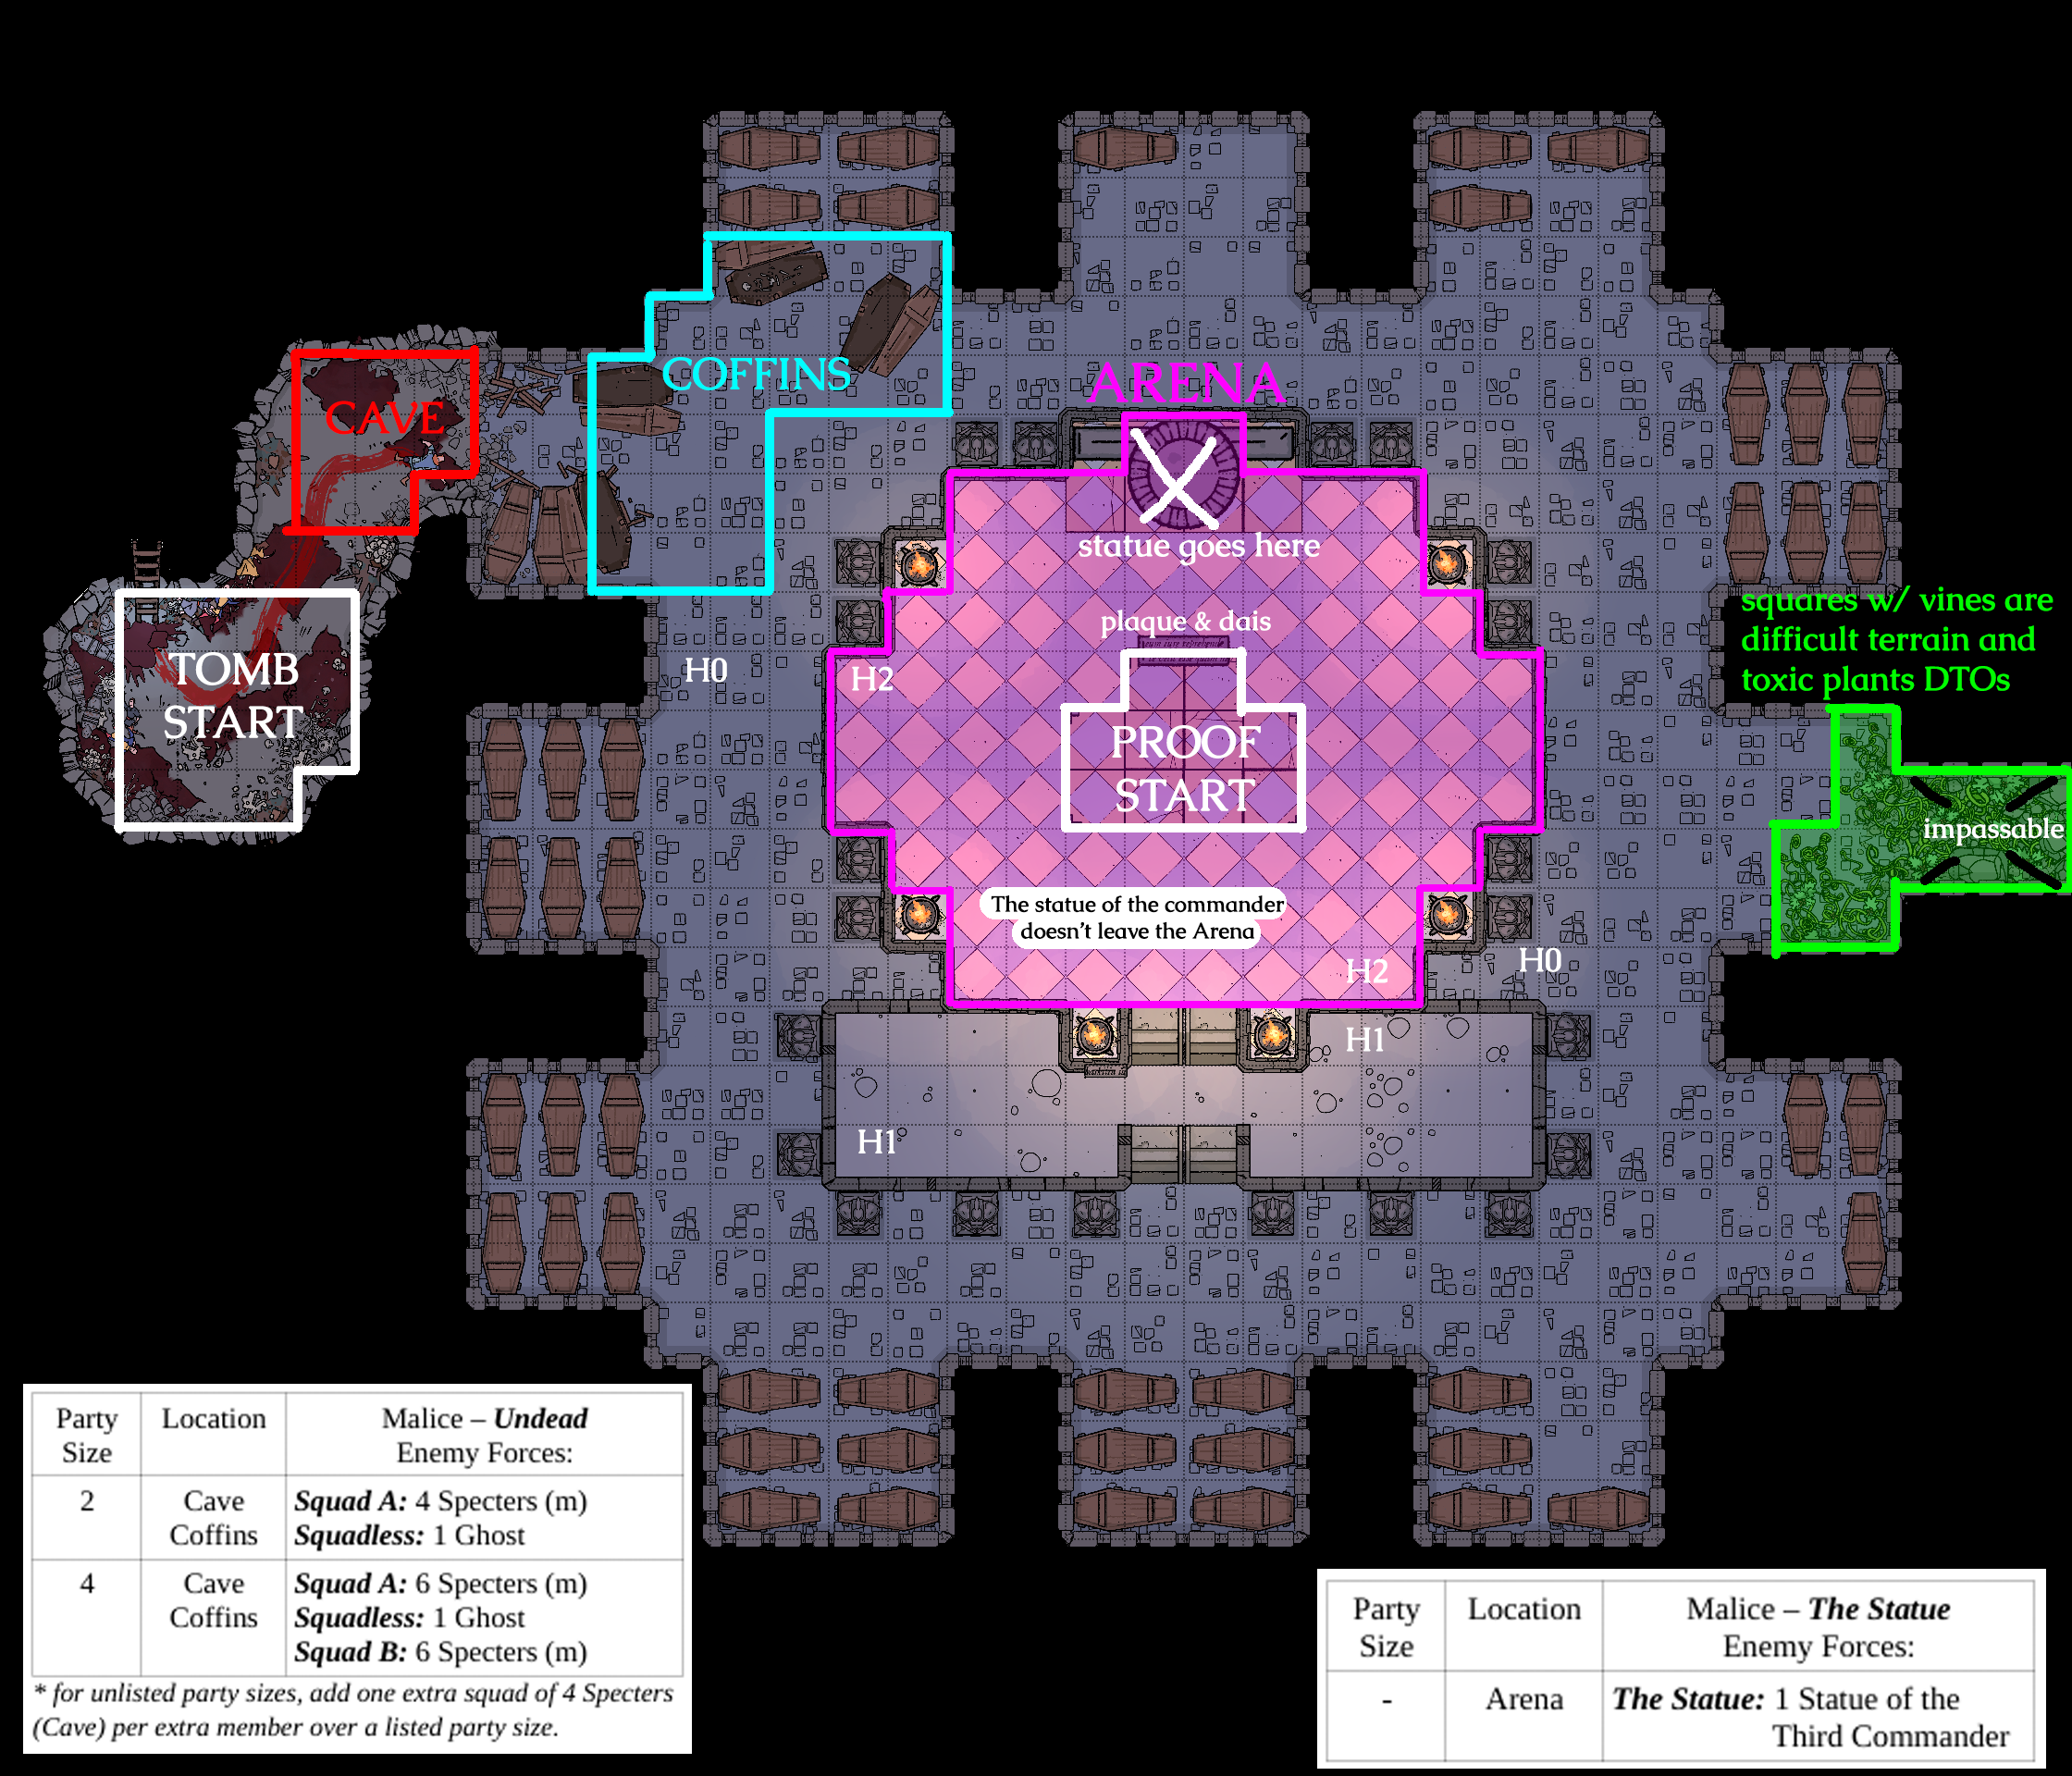 COFFINS
ARENA
CAVE
statue goes here
squares w/ vines are
difficult terrain and
toxic plants DTOs
plaque & dais
TOMB
START
H0
H2
PROOF
START
impassable
The statue of the commander
doesn't leave the Arena
H2
H0
H1
H1
Party Size
Location
Malice – Undead
Enemy Forces:
2
Cave
Coffins
Squad A: 4 Specters (m)
Squadless: 1 Ghost
4
Cave
Coffins
Squad A: 6 Specters (m)
Squadless: 1 Ghost
Squad B: 6 Specters (m)
* for unlisted party sizes, add one extra squad of 4 Specters
(Cave) per extra member over a listed party size.
Party Size
Location
Malice – The Statue
Enemy Forces:
-
Arena
The Statue: 1 Statue of the
Third Commander